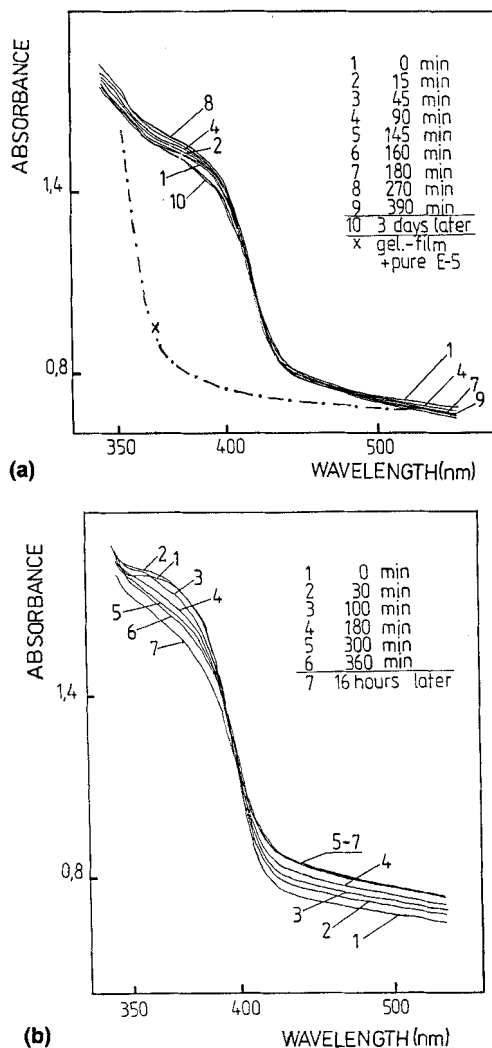 ABSORBANCE
1 0 min
2 15 min
3 45 min
4 90 min
5 145 min
6 160 min
7 180 min
8 270 min
9 390 min
10 3 days later
x gel.-film
+pure E-5
8
4
2
1
10
1,4
x
0,8
1
4
7
9
350
400
500
(a)
WAVELENGTH(nm)
ABSORBANCE
2
1
3
4
5
6
7
1 0 min
2 30 min
3 100 min
4 180 min
5 300 min
6 360 min
7 16 hours later
1,4
0,8
5-7
4
3
2
1
350
400
500
(b)
WAVELENGTH (nm)